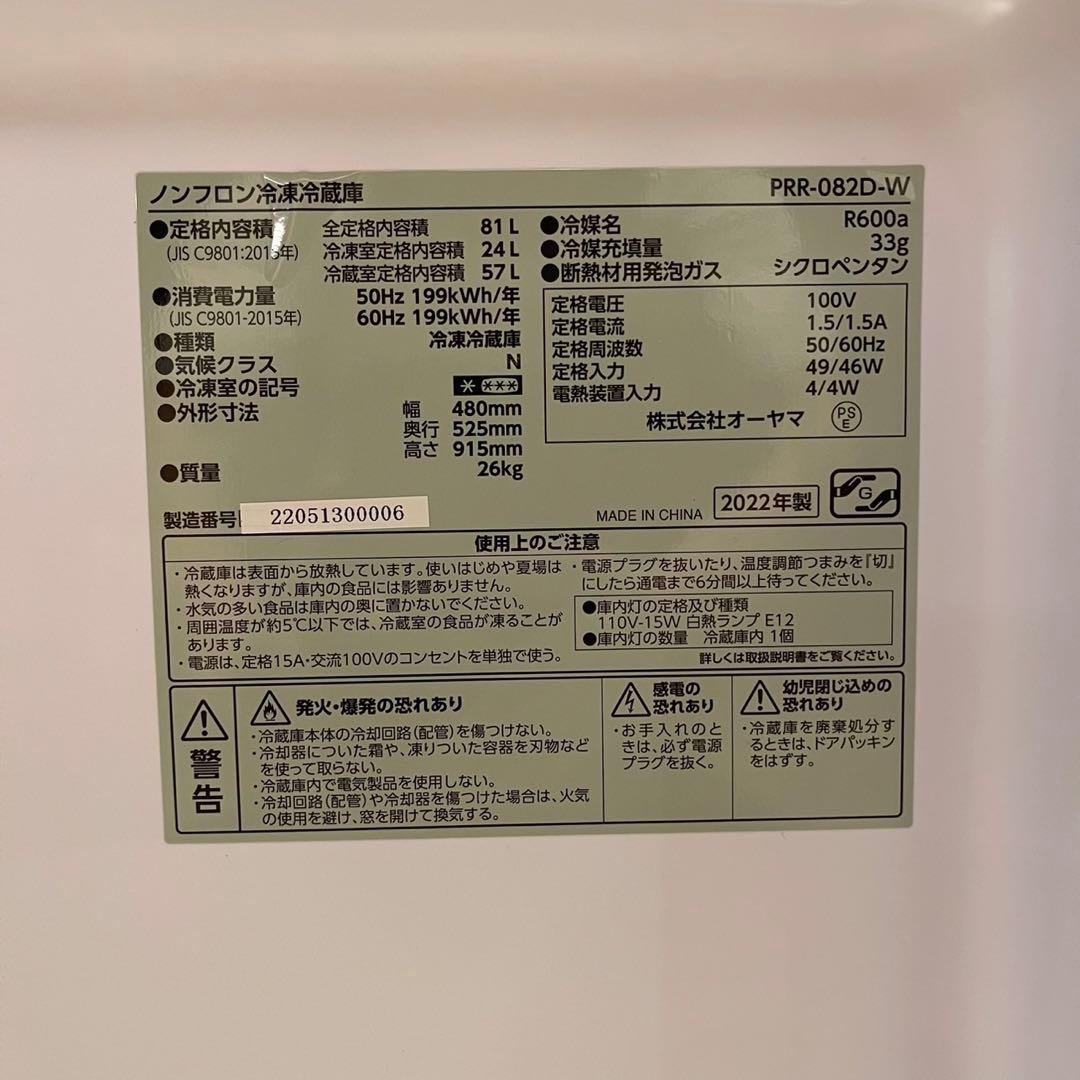 ノンフロン冷凍冷蔵庫
PRR-082D-W
●定格内容積 全定格内容積 81L
(JIS C9801:2015年) 冷凍室定格内容積 24L
冷蔵室定格内容積 57L
●消費電力量 50Hz 199kWh/年
(JIS C9801-2015年) 60Hz 199kWh/年
●種類 冷凍冷蔵庫
●気候クラス N
●冷凍室の記号
●外形寸法 幅 480mm
奥行 525mm
高さ 915mm
●質量 26kg
製造番号 22051300006
●冷媒名 R600a
●冷媒充填量 33g
●断熱材用発泡ガス シクロペンタン
定格電圧 100V
定格電流 1.5/1.5A
定格周波数 50/60Hz
定格入力 49/46W
電熱装置入力 4/4W
株式会社オーヤマ PSE
MADE IN CHINA 2022年製 G
使用上のご注意
・冷蔵庫は表面から放熱しています。使いはじめや夏場は
熱くなりますが、庫内の食品には影響ありません。
・水気の多い食品は庫内の奥に置かないでください。
・周囲温度が約5℃以下では、冷蔵室の食品が凍ることが
あります。
・電源は、定格15A・交流100Vのコンセントを単独で使う。
・電源プラグを抜いたり、温度調節つまみを『切』
にしたら通電まで6分間以上待ってください。
●庫内灯の定格及び種類
110V-15W 白熱ランプ E12
●庫内灯の数量 冷蔵庫内 1個
詳しくは取扱説明書をご覧ください。
警告
発火・爆発の恐れあり
・冷蔵庫本体の冷却回路(配管)を傷つけない。
・冷却器についた霜や、凍りついた容器を刃物など
を使って取らない。
・冷蔵庫内で電気製品を使用しない。
・冷却回路(配管)や冷却器を傷つけた場合は、火気
の使用を避け、窓を開けて換気する。
感電の
恐れあり
・お手入れのと
きは、必ず電源
プラグを抜く。
幼児閉じ込めの
恐れあり
・冷蔵庫を廃棄処分す
るときは、ドアパッキン
をはずす。